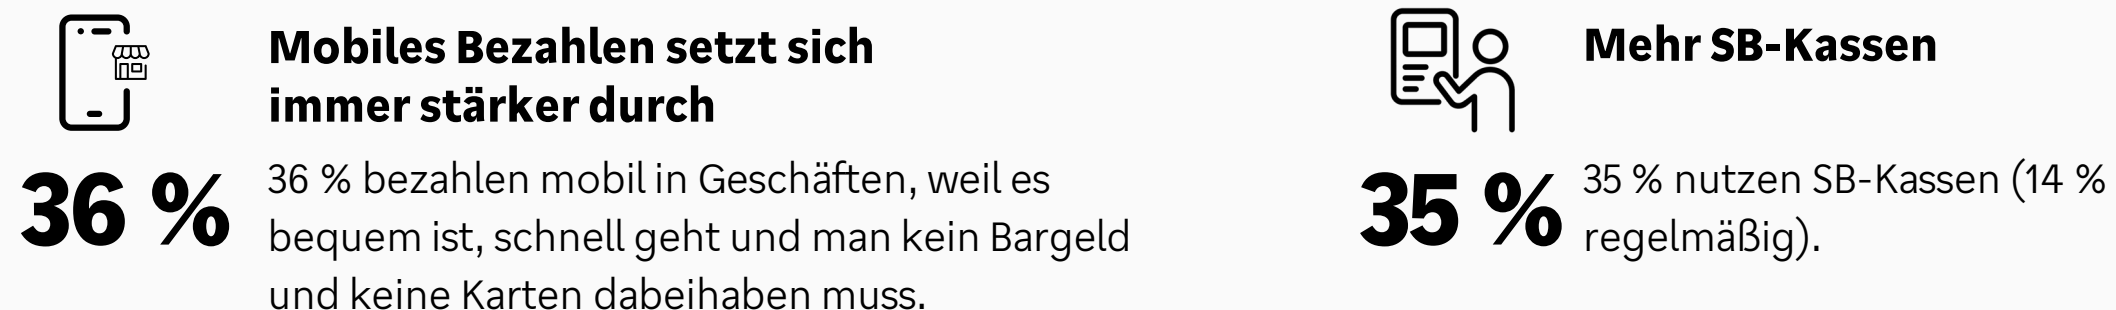 Mobiles Bezahlen setzt sich
immer stärker durch
36 %
36 % bezahlen mobil in Geschäften, weil es
bequem ist, schnell geht und man kein Bargeld
und keine Karten dabeihaben muss.
Mehr SB-Kassen
35 %
35 % nutzen SB-Kassen (14 %
regelmäßig).